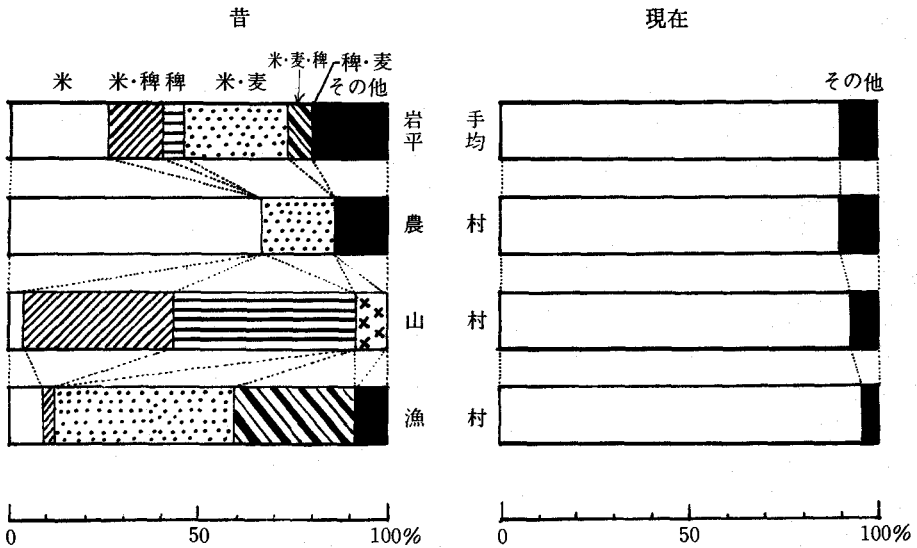 昔
現在
米
米・稗
稗
米・麦
米・麦・稗
稗・麦
その他
その他
岩手
平均
農村
山村
漁村
0
50
100%
0
50
100%